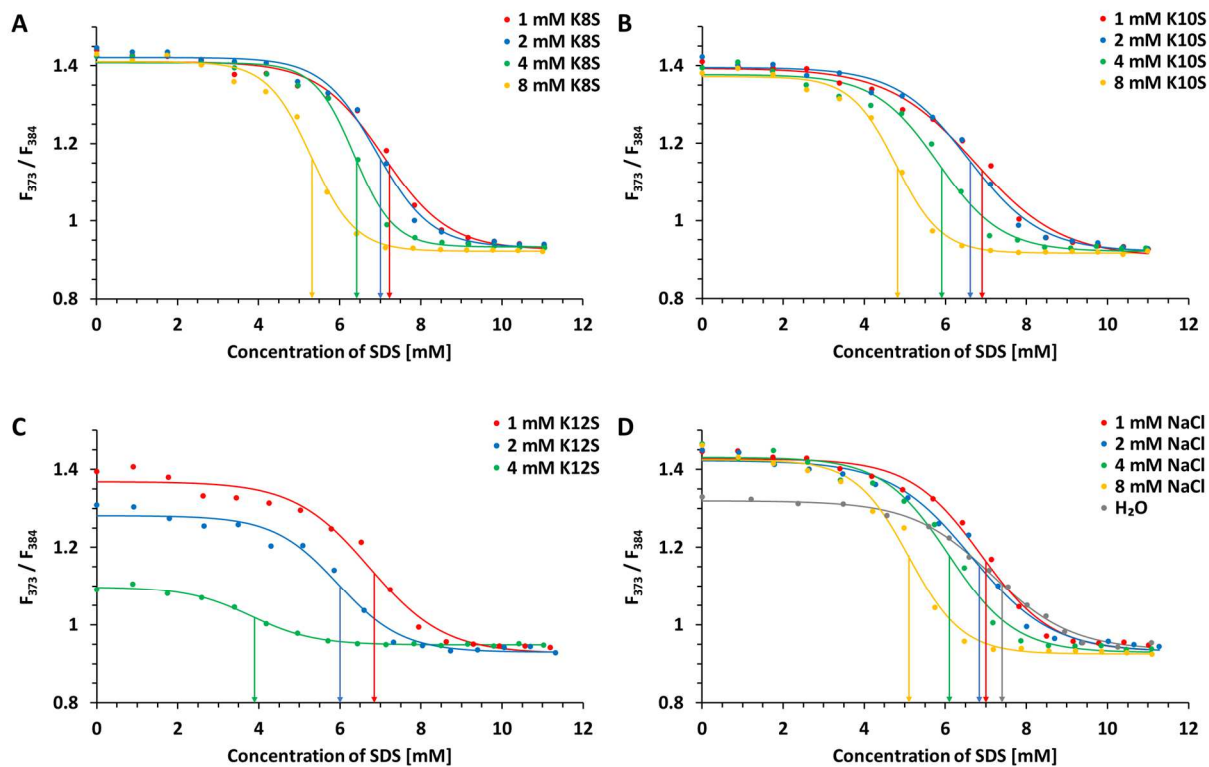 A
1 mM K8S
2 mM K8S
4 mM K8S
8 mM K8S
F373 / F384
1.4
1.2
1
0.8
0 2 4 6 8 10 12
Concentration of SDS [mM]
B
1 mM K10S
2 mM K10S
4 mM K10S
8 mM K10S
F373 / F384
1.4
1.2
1
0.8
0 2 4 6 8 10 12
Concentration of SDS [mM]
C
1 mM K12S
2 mM K12S
4 mM K12S
F373 / F384
1.4
1.2
1
0.8
0 2 4 6 8 10 12
Concentration of SDS [mM]
D
1 mM NaCl
2 mM NaCl
4 mM NaCl
8 mM NaCl
H₂O
F373 / F384
1.4
1.2
1
0.8
0 2 4 6 8 10 12
Concentration of SDS [mM]